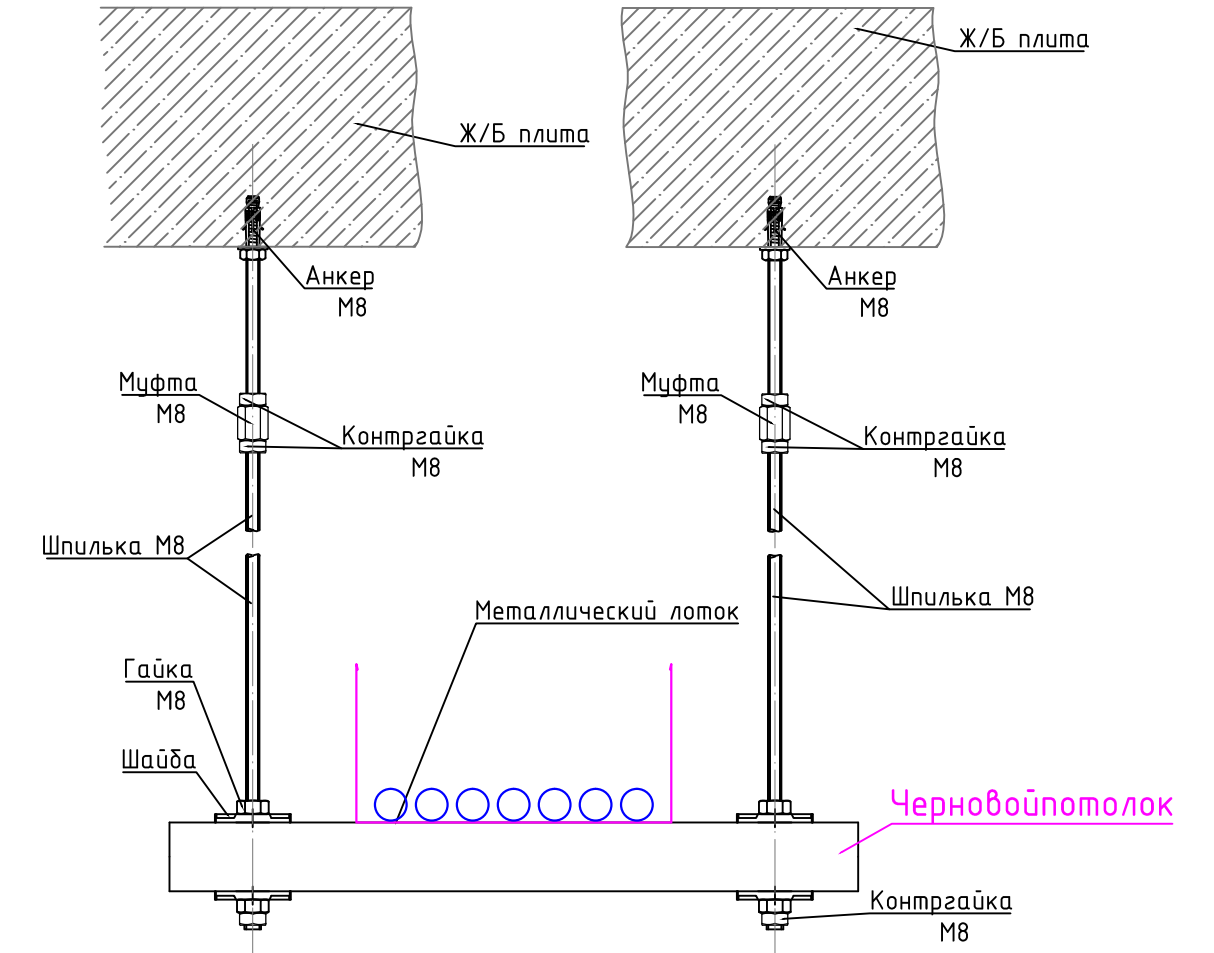 Ж/Б плита
Ж/Б плита
Анкер
М8
Анкер
М8
Муфта
М8
Муфта
М8
Контргайка
М8
Контргайка
М8
Шпилька М8
Шпилька М8
Металлический лоток
Гайка
М8
Шайба
Черновойпотолок
Контргайка
М8